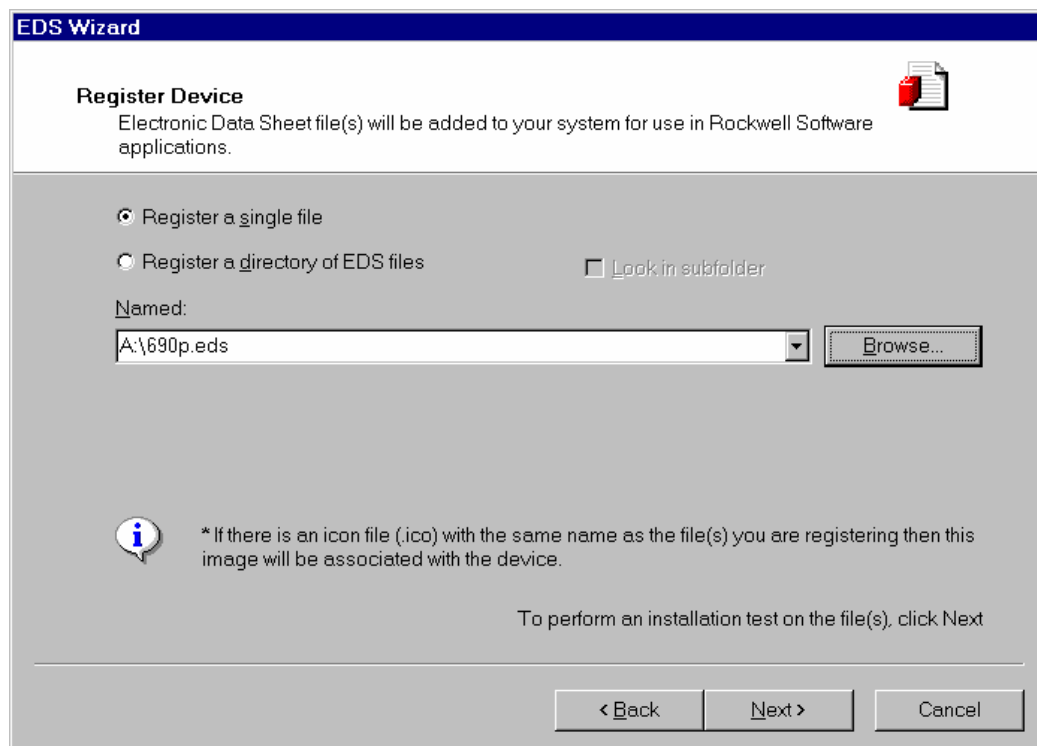 EDS Wizard
Register Device
Electronic Data Sheet file(s) will be added to your system for use in Rockwell Software
applications.
Register a single file
Register a directory of EDS files
Look in subfolder
Named:
A:\690p.eds
Browse...
i
* If there is an icon file (.ico) with the same name as the file(s) you are registering then this
image will be associated with the device.
To perform an installation test on the file(s), click Next
< Back
Next >
Cancel